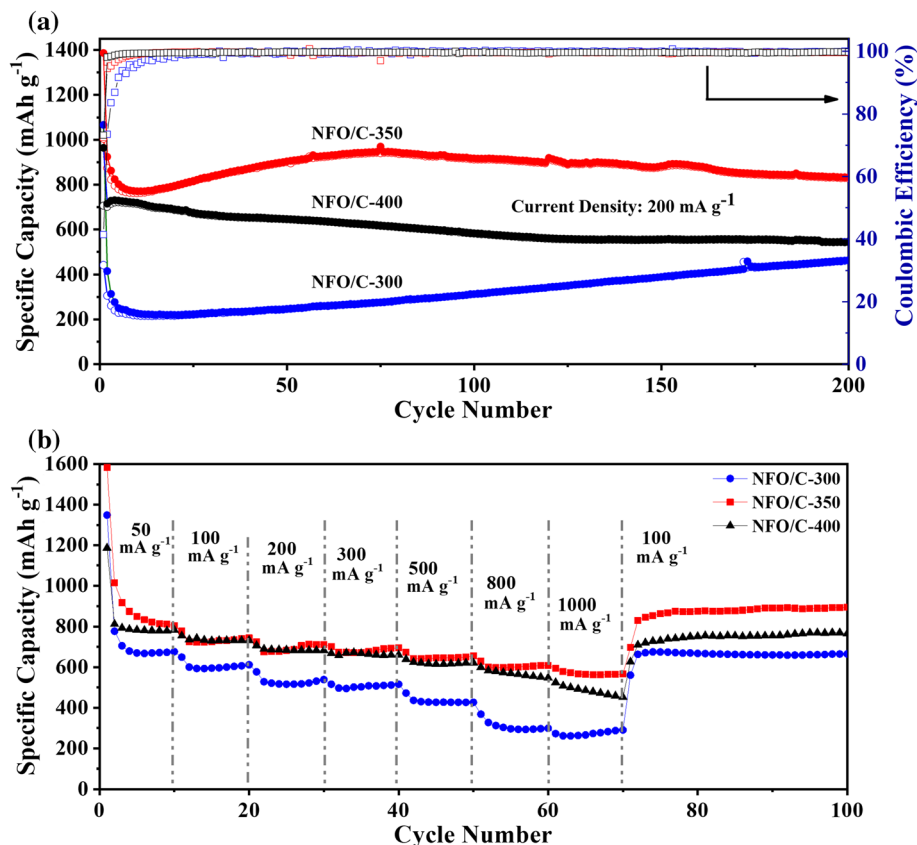 (a)
1400
1200
1000
800
600
400
200
0
Specific Capacity (mAh g-1)
NFO/C-350
NFO/C-400
Current Density: 200 mA g-1
NFO/C-300
100
80
60
40
20
0
Coulombic Efficiency (%)
0
50
100
150
200
Cycle Number
(b)
1600
1400
1200
1000
800
600
400
200
0
Specific Capacity (mAh g-1)
NFO/C-300
NFO/C-350
NFO/C-400
50
mA g-1
100
mA g-1
200
mA g-1
300
mA g-1
500
mA g-1
800
mA g-1
1000
mA g-1
100
mA g-1
0
20
40
60
80
100
Cycle Number